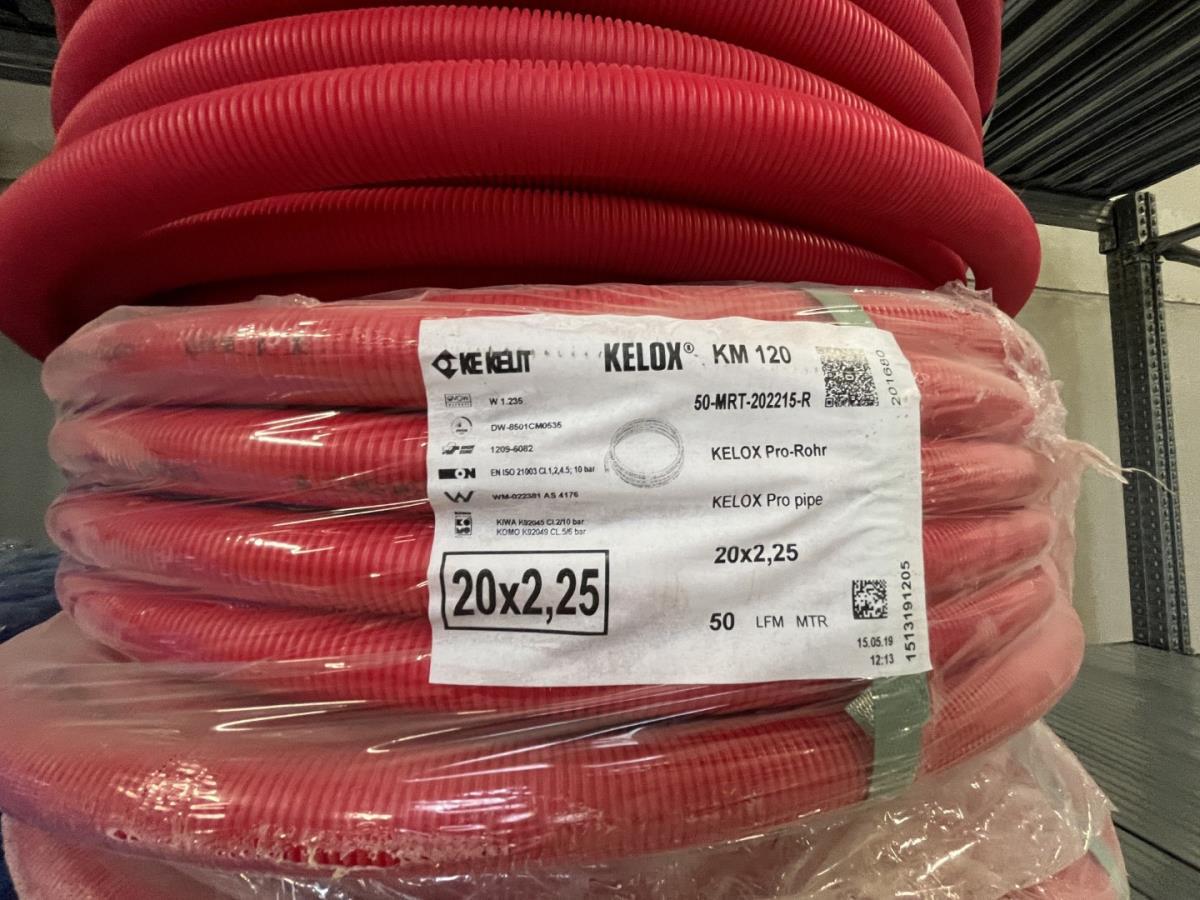 KE KELIT KELOX® KM 120
201680
W 1.235
50-MRT-202215-R
DW-8501CM0535
1209-6082
KELOX Pro-Rohr
EN ISO 21003 Cl.1,2,4,5; 10 bar
WM-022381 AS 4176
KELOX Pro pipe
KIWA K92045 Cl.2/10 bar
KOMO K92049 CL.5/6 bar
20x2,25
20x2,25
50 LFM MTR
15.05.19
12:13
1513191205